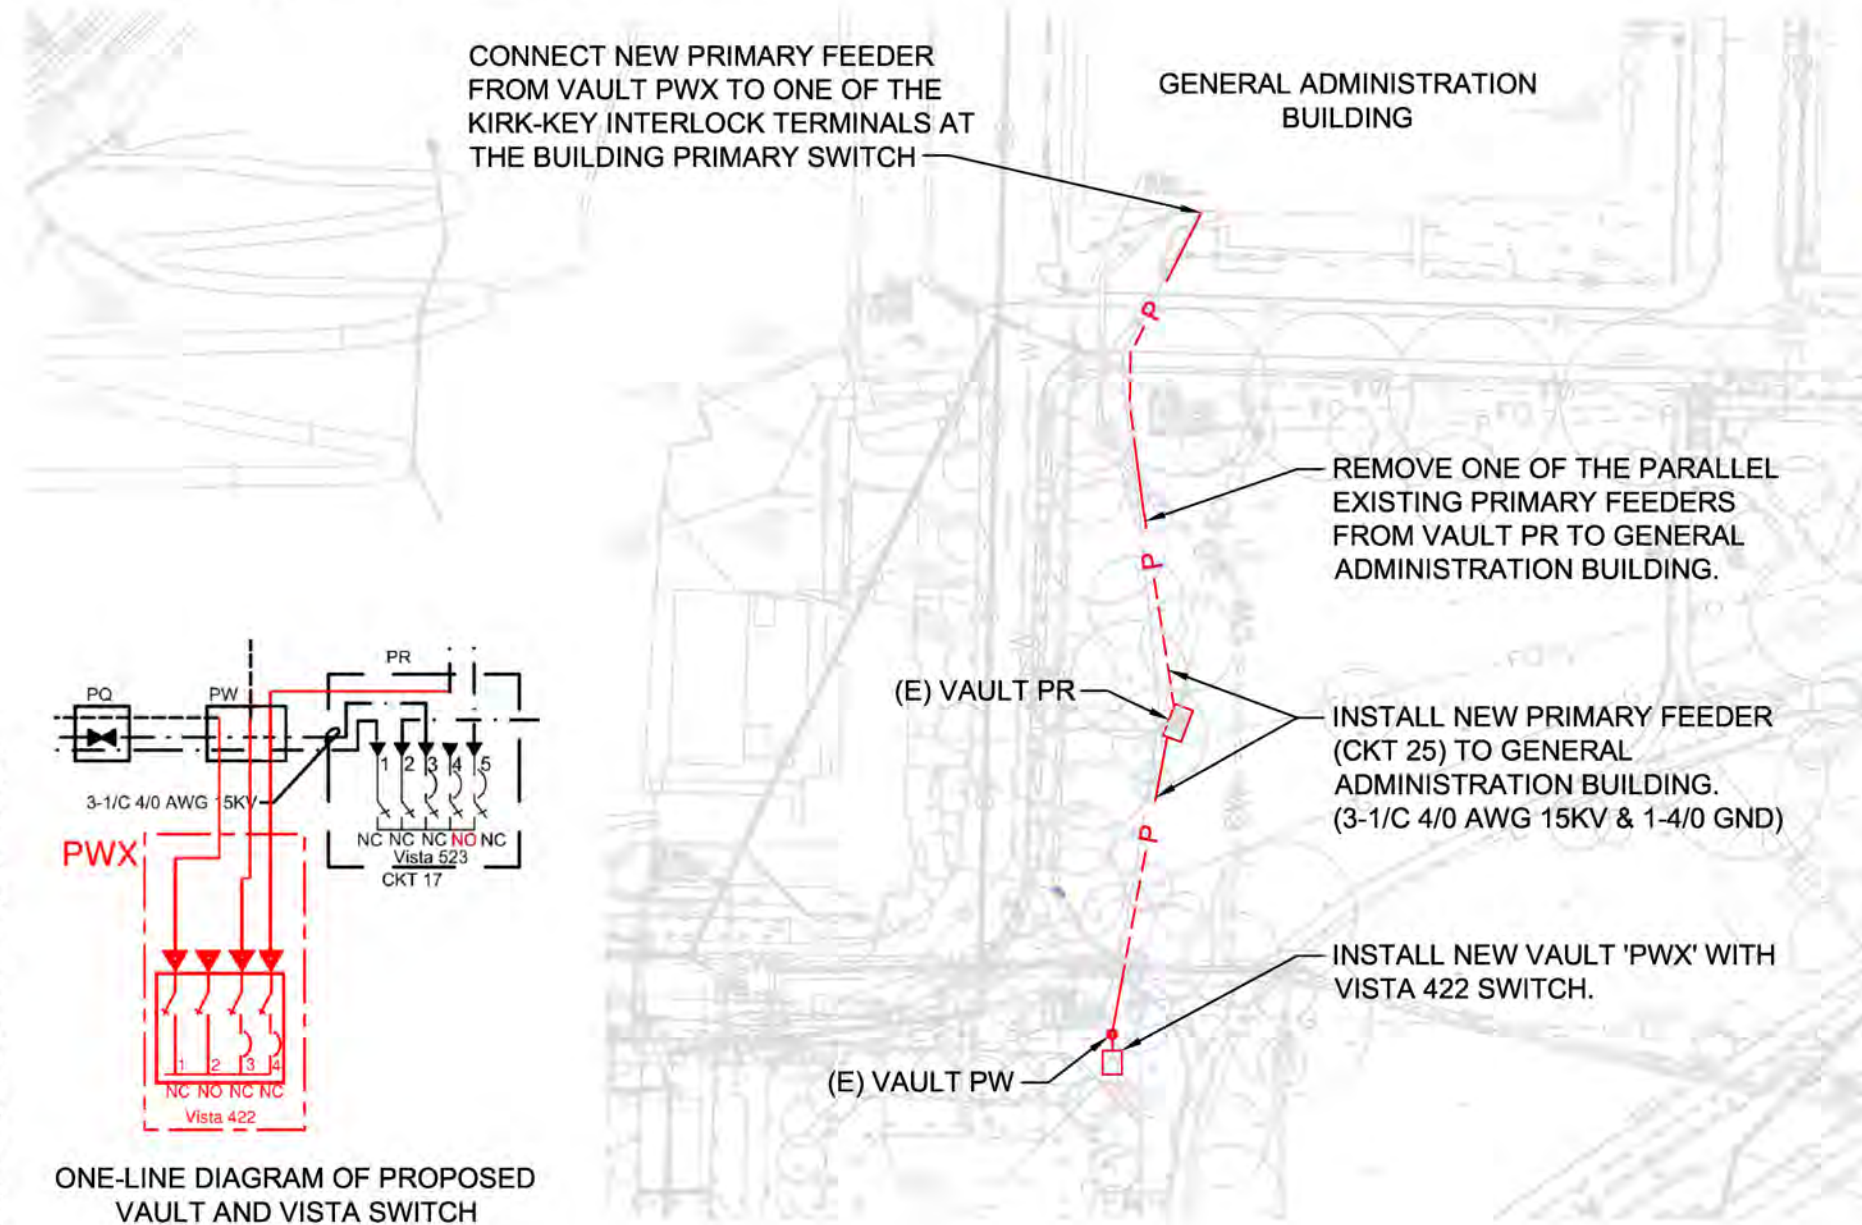 CONNECT NEW PRIMARY FEEDER
FROM VAULT PWX TO ONE OF THE
KIRK-KEY INTERLOCK TERMINALS AT
THE BUILDING PRIMARY SWITCH
GENERAL ADMINISTRATION
BUILDING
P
REMOVE ONE OF THE PARALLEL
EXISTING PRIMARY FEEDERS
FROM VAULT PR TO GENERAL
ADMINISTRATION BUILDING.
P
(E) VAULT PR
INSTALL NEW PRIMARY FEEDER
(CKT 25) TO GENERAL
ADMINISTRATION BUILDING.
(3-1/C 4/0 AWG 15KV & 1-4/0 GND)
P
INSTALL NEW VAULT 'PWX' WITH
VISTA 422 SWITCH.
(E) VAULT PW
PR
PQ
PW
1 2 3 4 5
3-1/C 4/0 AWG 15KV
NC NC NC NO NC
Vista 523
CKT 17
PWX
1 2 3 4
NC NO NC NC
Vista 422
ONE-LINE DIAGRAM OF PROPOSED
VAULT AND VISTA SWITCH